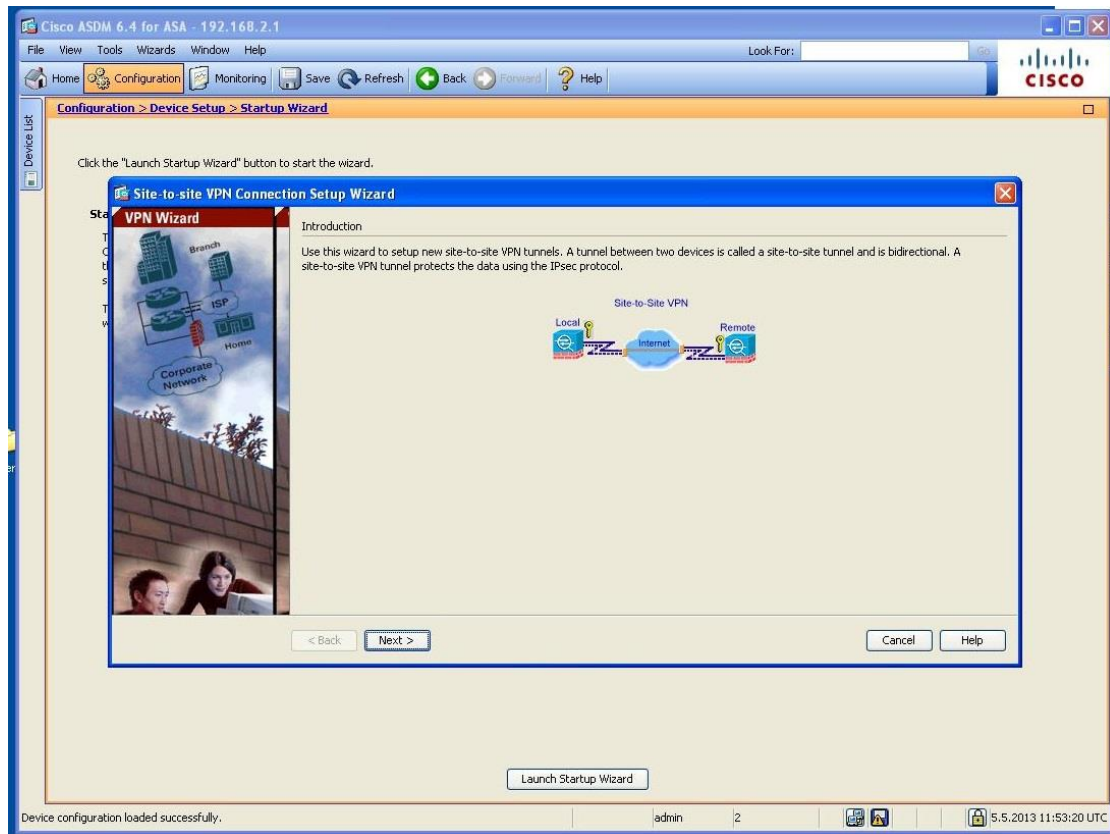 Cisco ASDM 6.4 for ASA - 192.168.2.1
File View Tools Wizards Window Help
Look For:
Go
Home Configuration Monitoring Save Refresh Back Forward Help
CISCO
Device List
Configuration > Device Setup > Startup Wizard
Click the "Launch Startup Wizard" button to start the wizard.
Site-to-site VPN Connection Setup Wizard
VPN Wizard
Branch
ISP
Home
Corporate
Network
Introduction
Use this wizard to setup new site-to-site VPN tunnels. A tunnel between two devices is called a site-to-site tunnel and is bidirectional. A
site-to-site VPN tunnel protects the data using the IPsec protocol.
Site-to-Site VPN
Local
Internet
Remote
< Back
Next >
Cancel
Help
Launch Startup Wizard
Device configuration loaded successfully.
admin
2
5.5.2013 11:53:20 UTC